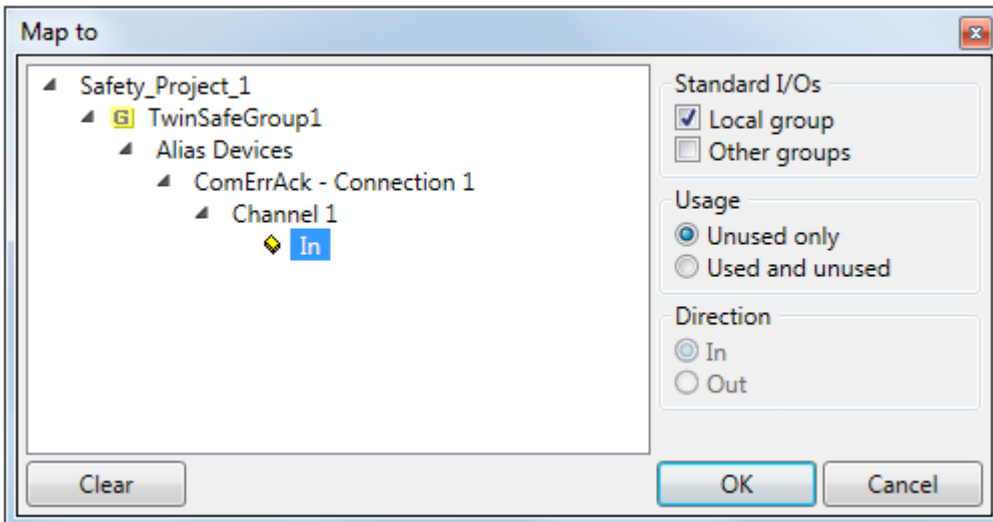 Map to
Safety_Project_1
G TwinSafeGroup1
Alias Devices
ComErrAck - Connection 1
Channel 1
In
Standard I/Os
Local group
Other groups
Usage
Unused only
Used and unused
Direction
In
Out
Clear
OK
Cancel